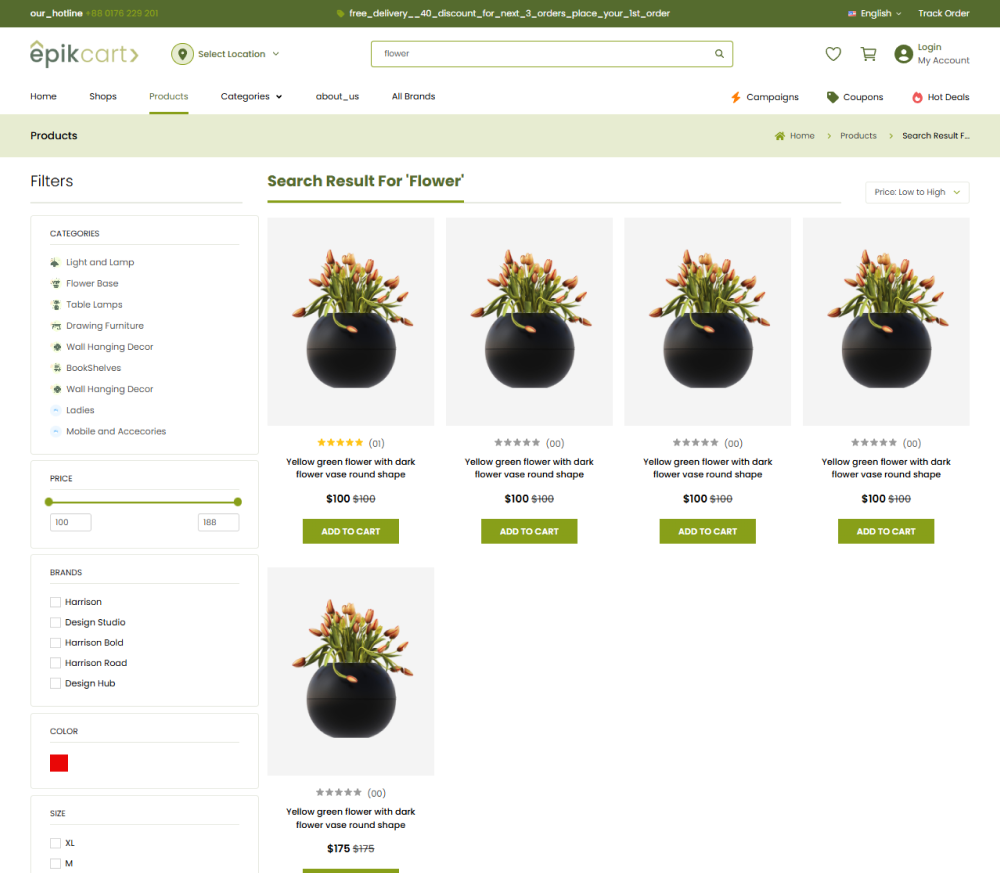 our_hotline +88 0176 229 201
free_delivery__40_discount_for_next_3_orders_place_your_1st_order
English
Track Order
epikcart
Select Location
flower
Login
My Account
Home
Shops
Products
Categories
about_us
All Brands
Campaigns
Coupons
Hot Deals
Products
Home
Products
Search Result F...
Filters
Search Result For 'Flower'
Price: Low to High
CATEGORIES
Light and Lamp
Flower Base
Table Lamps
Drawing Furniture
Wall Hanging Decor
BookShelves
Wall Hanging Decor
Ladies
Mobile and Accecories
PRICE
100
188
BRANDS
Harrison
Design Studio
Harrison Bold
Harrison Road
Design Hub
COLOR
SIZE
XL
M
(01)
Yellow green flower with dark
flower vase round shape
$100 $100
ADD TO CART
(00)
Yellow green flower with dark
flower vase round shape
$100 $100
ADD TO CART
(00)
Yellow green flower with dark
flower vase round shape
$100 $100
ADD TO CART
(00)
Yellow green flower with dark
flower vase round shape
$100 $100
ADD TO CART
(00)
Yellow green flower with dark
flower vase round shape
$175 $175